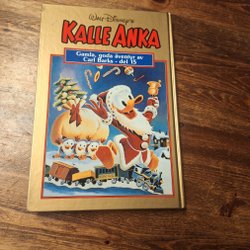 Walt Disney's
KALLE ANKA
Gamla, goda äventyr av
Carl Barks - del 15